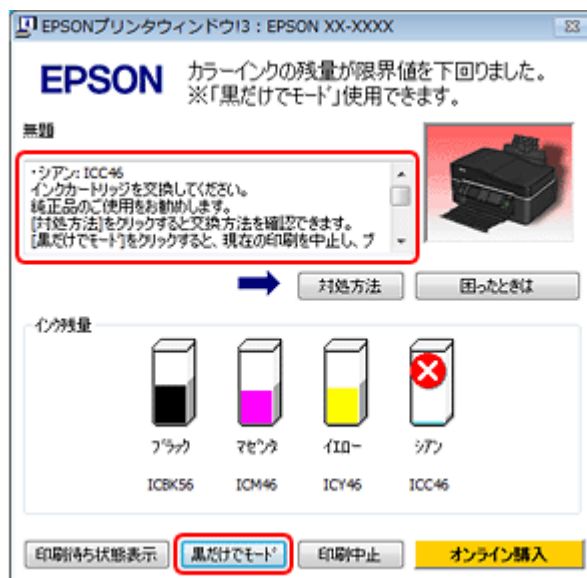 EPSONプリンタウィンドウ!3 : EPSON XX-XXXX
EPSON
カラーインクの残量が限界値を下回りました。
※「黒だけでモード」使用できます。
無題
・シアン: ICC46
インクカートリッジを交換してください。
純正品のご使用をお勧めします。
[対処方法]をクリックすると交換方法を確認できます。
[黒だけでモード]をクリックすると、現在の印刷を中止し、ブ
対処方法 困ったときは
インク残量
ブラック マゼンタ イエロー シアン
ICBK56 ICM46 ICY46 ICC46
印刷待ち状態表示 黒だけでモード 印刷中止 オンライン購入